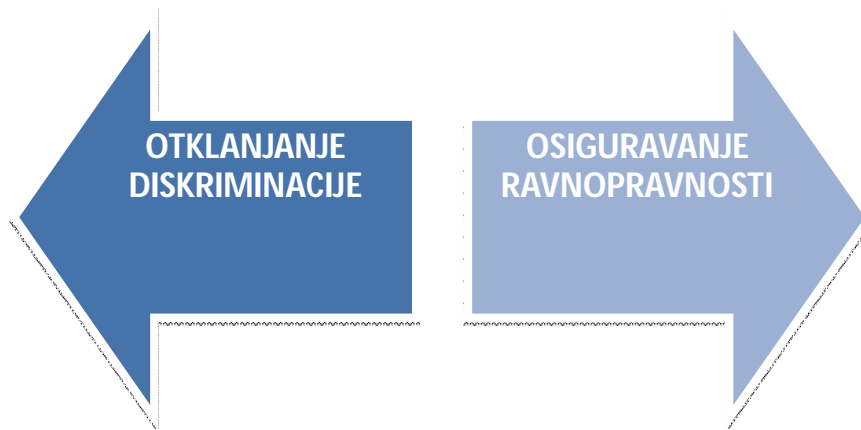 OTKLANJANJE
DISKRIMINACIJE
OSIGURAVANJE
RAVNOPRAVNOSTI